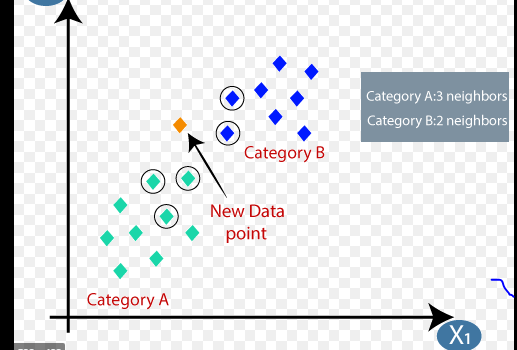 Category A:3 neighbors
Category B:2 neighbors
Category B
New Data
point
Category A
X1